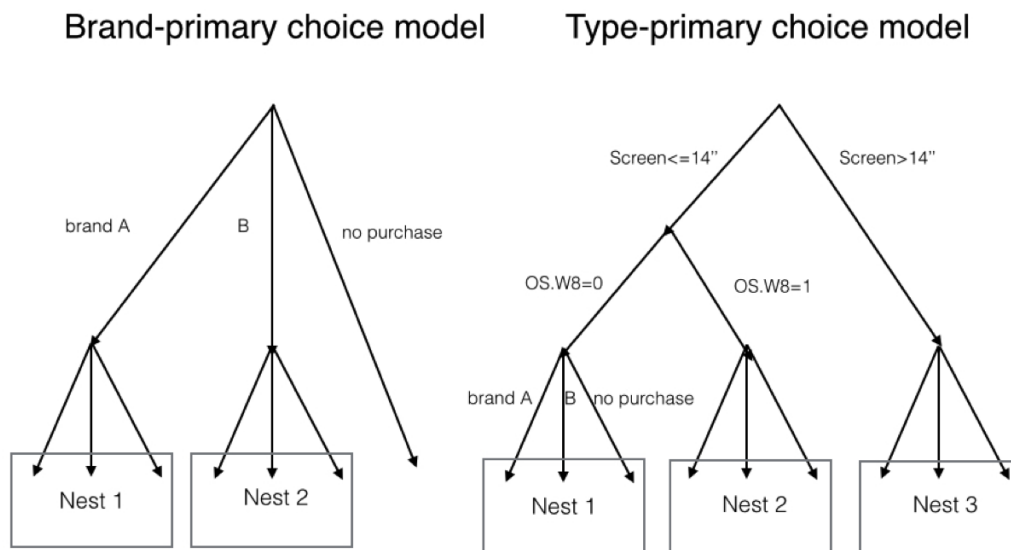 Brand-primary choice model
Type-primary choice model
Screen<=14”
Screen>14”
brand A
B
no purchase
OS.W8=0
OS.W8=1
brand A
B
no purchase
Nest 1
Nest 2
Nest 1
Nest 2
Nest 3